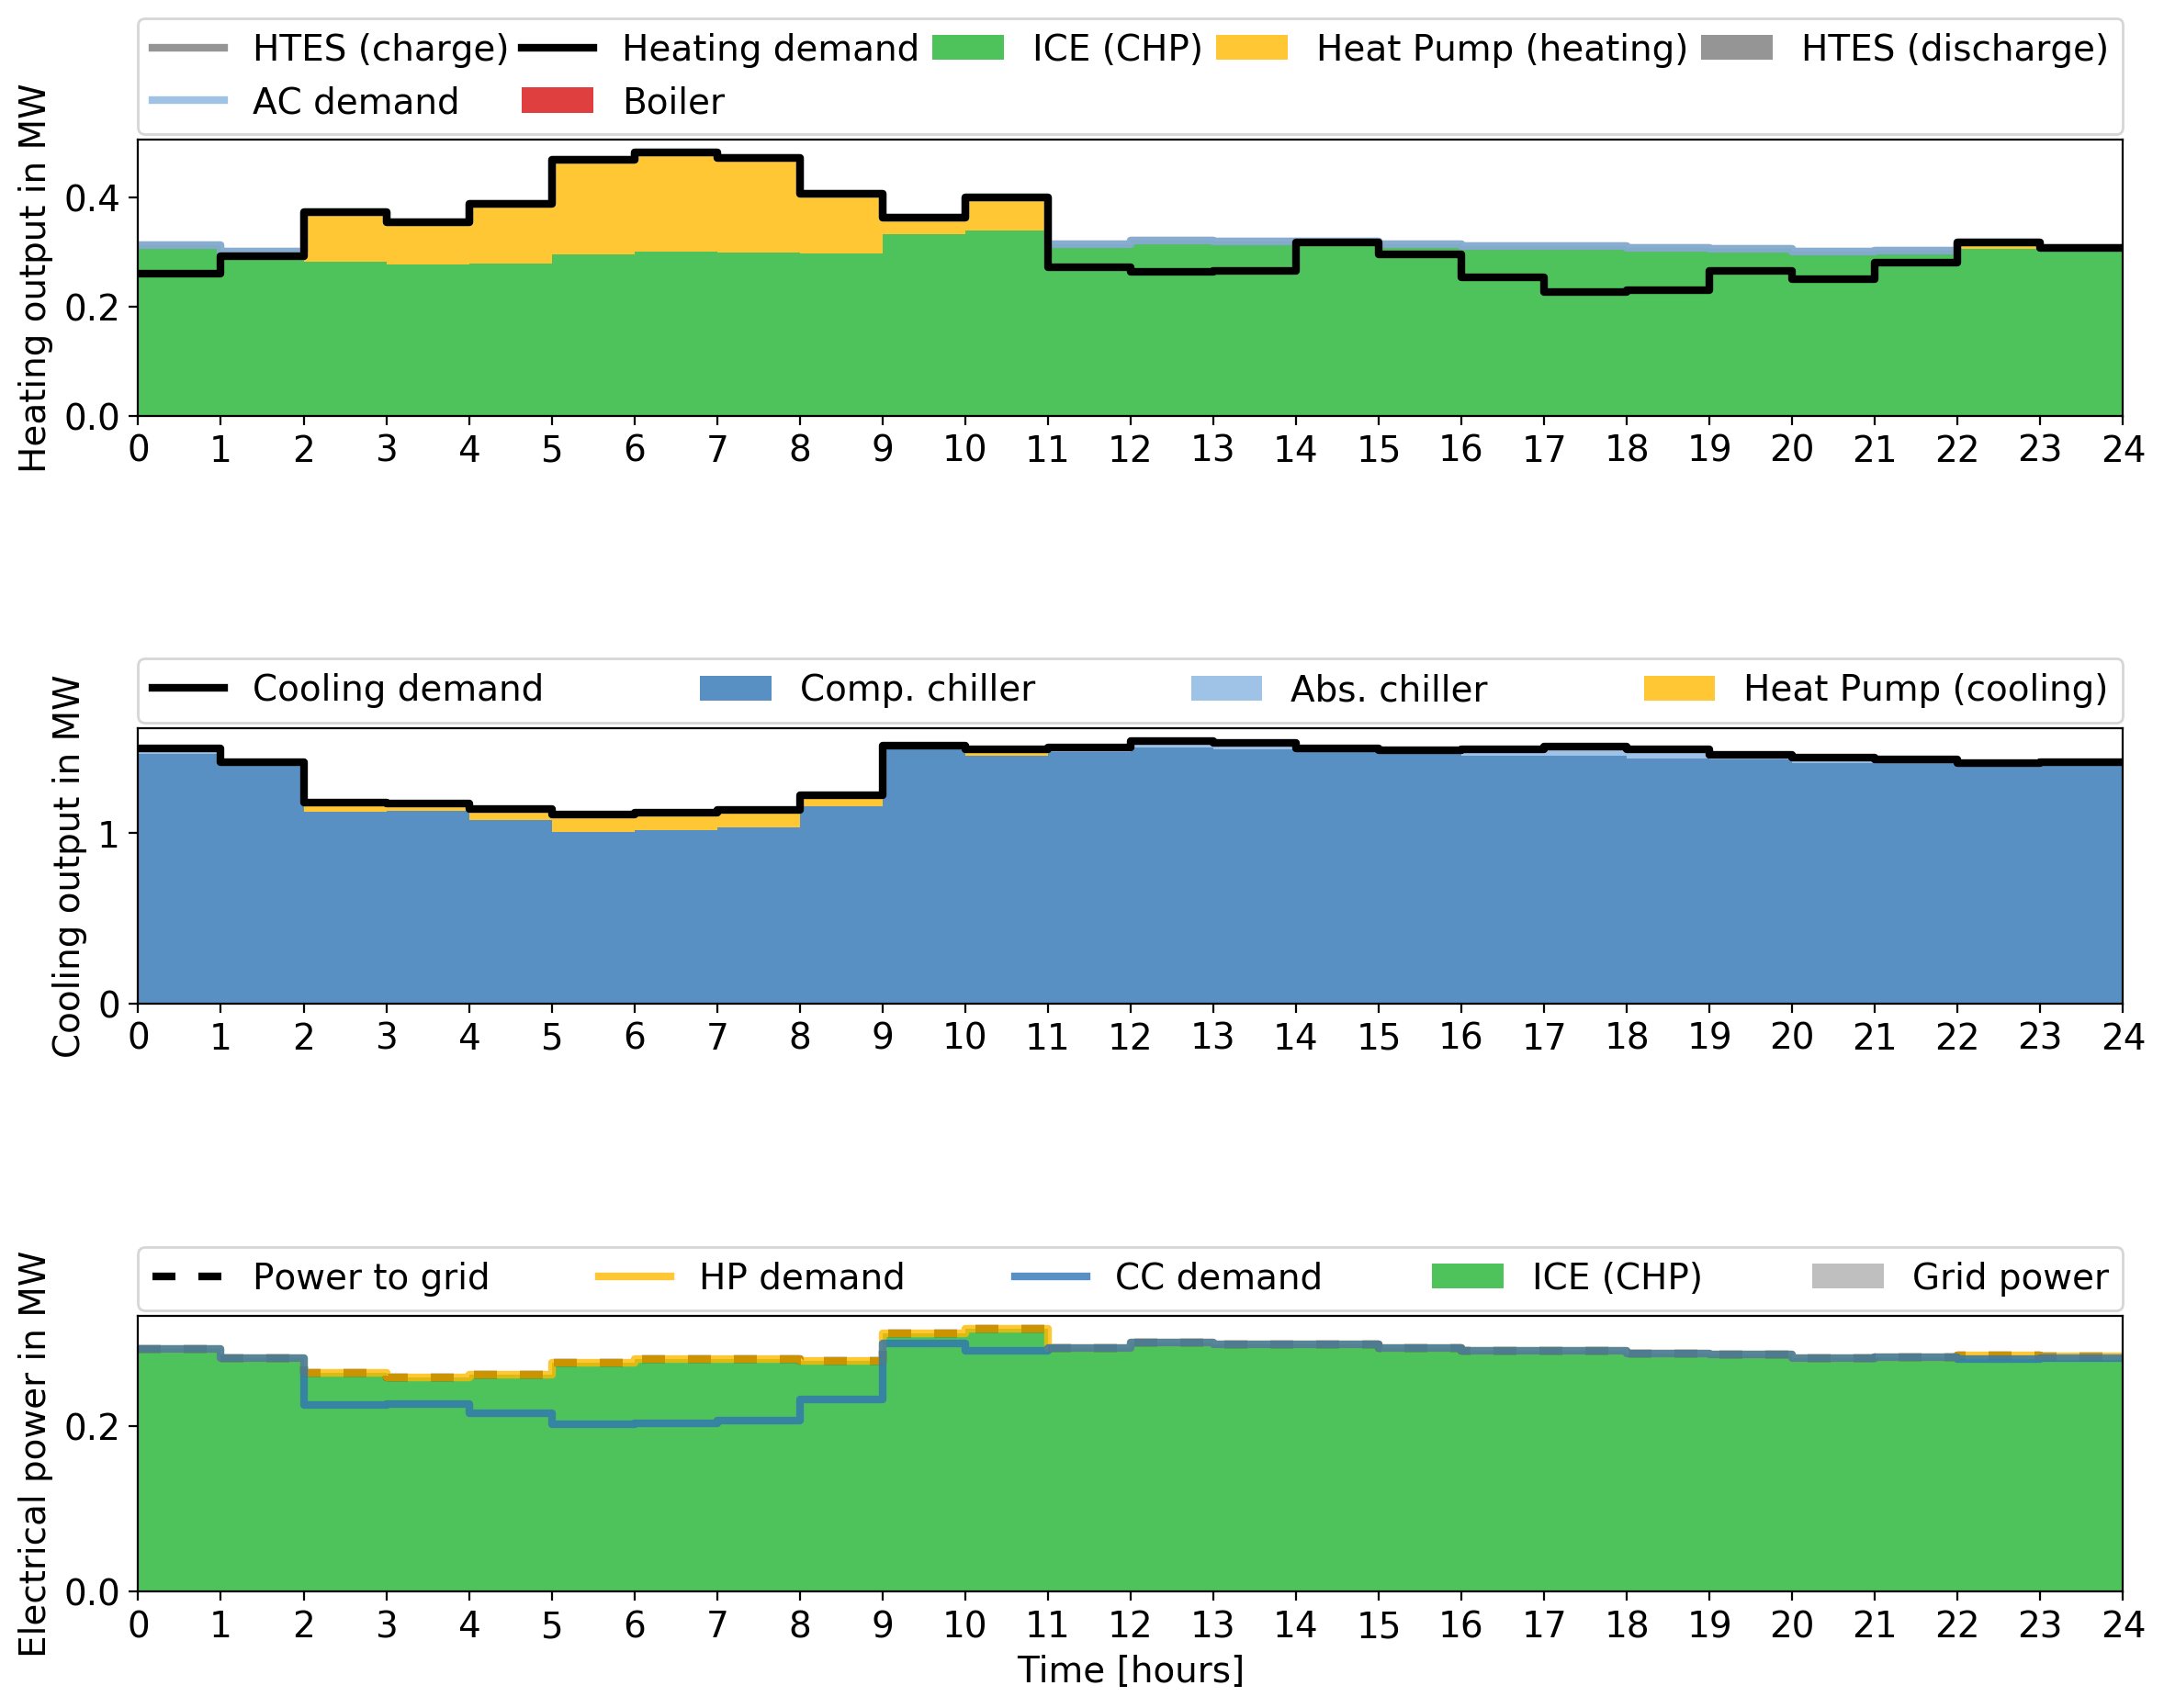 HTES (charge) Heating demand ICE (CHP) Heat Pump (heating) HTES (discharge)
AC demand Boiler
Heating output in MW
0.4
0.2
0.0
0 1 2 3 4 5 6 7 8 9 10 11 12 13 14 15 16 17 18 19 20 21 22 23 24
Cooling demand Comp. chiller Abs. chiller Heat Pump (cooling)
Cooling output in MW
1
0
0 1 2 3 4 5 6 7 8 9 10 11 12 13 14 15 16 17 18 19 20 21 22 23 24
Power to grid HP demand CC demand ICE (CHP) Grid power
Electrical power in MW
0.2
0.0
0 1 2 3 4 5 6 7 8 9 10 11 12 13 14 15 16 17 18 19 20 21 22 23 24
Time [hours]